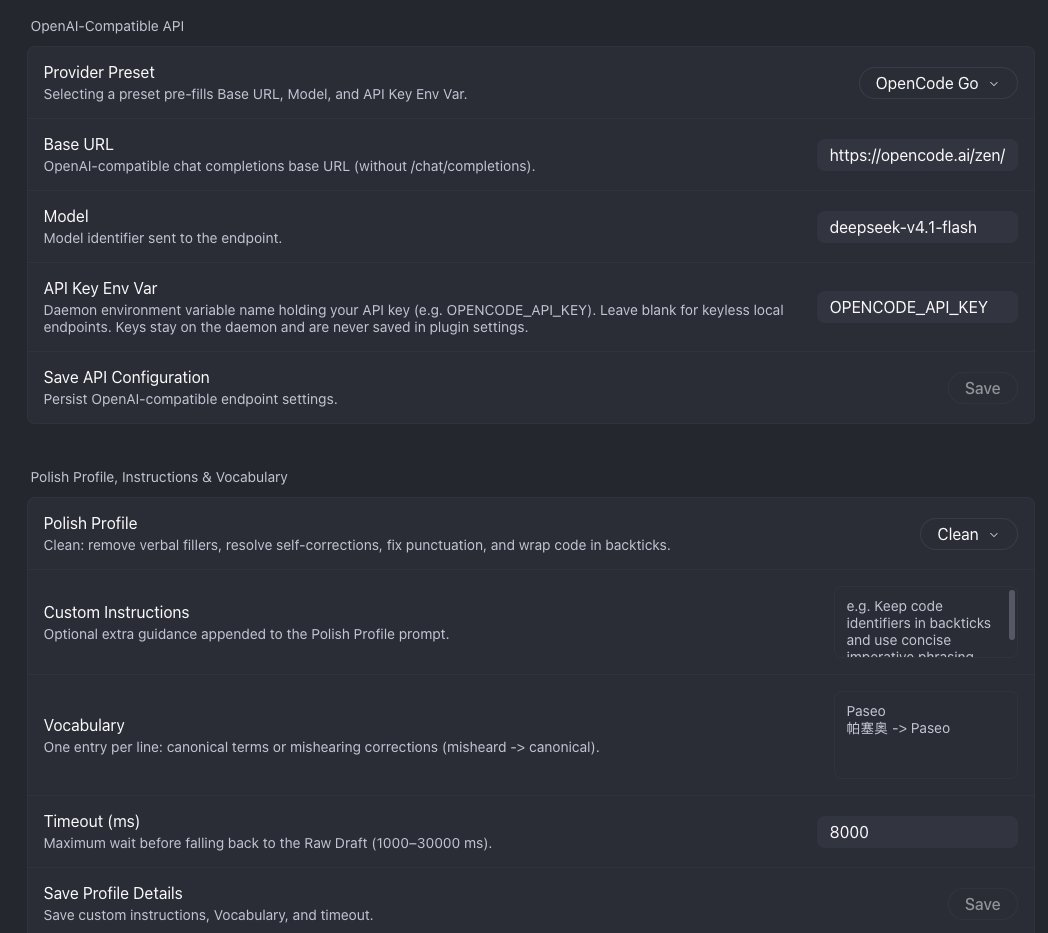 OpenAI-Compatible API
Provider Preset
Selecting a preset pre-fills Base URL, Model, and API Key Env Var.
OpenCode Go
Base URL
OpenAI-compatible chat completions base URL (without /chat/completions).
https://opencode.ai/zen/
Model
Model identifier sent to the endpoint.
deepseek-v4.1-flash
API Key Env Var
Daemon environment variable name holding your API key (e.g. OPENCODE_API_KEY). Leave blank for keyless local
endpoints. Keys stay on the daemon and are never saved in plugin settings.
OPENCODE_API_KEY
Save API Configuration
Persist OpenAI-compatible endpoint settings.
Save
Polish Profile, Instructions & Vocabulary
Polish Profile
Clean: remove verbal fillers, resolve self-corrections, fix punctuation, and wrap code in backticks.
Clean
Custom Instructions
Optional extra guidance appended to the Polish Profile prompt.
e.g. Keep code
identifiers in backticks
and use concise
imperative phrasing
Vocabulary
One entry per line: canonical terms or mishearing corrections (misheard -> canonical).
Paseo
帕塞奥 -> Paseo
Timeout (ms)
Maximum wait before falling back to the Raw Draft (1000–30000 ms).
8000
Save Profile Details
Save custom instructions, Vocabulary, and timeout.
Save